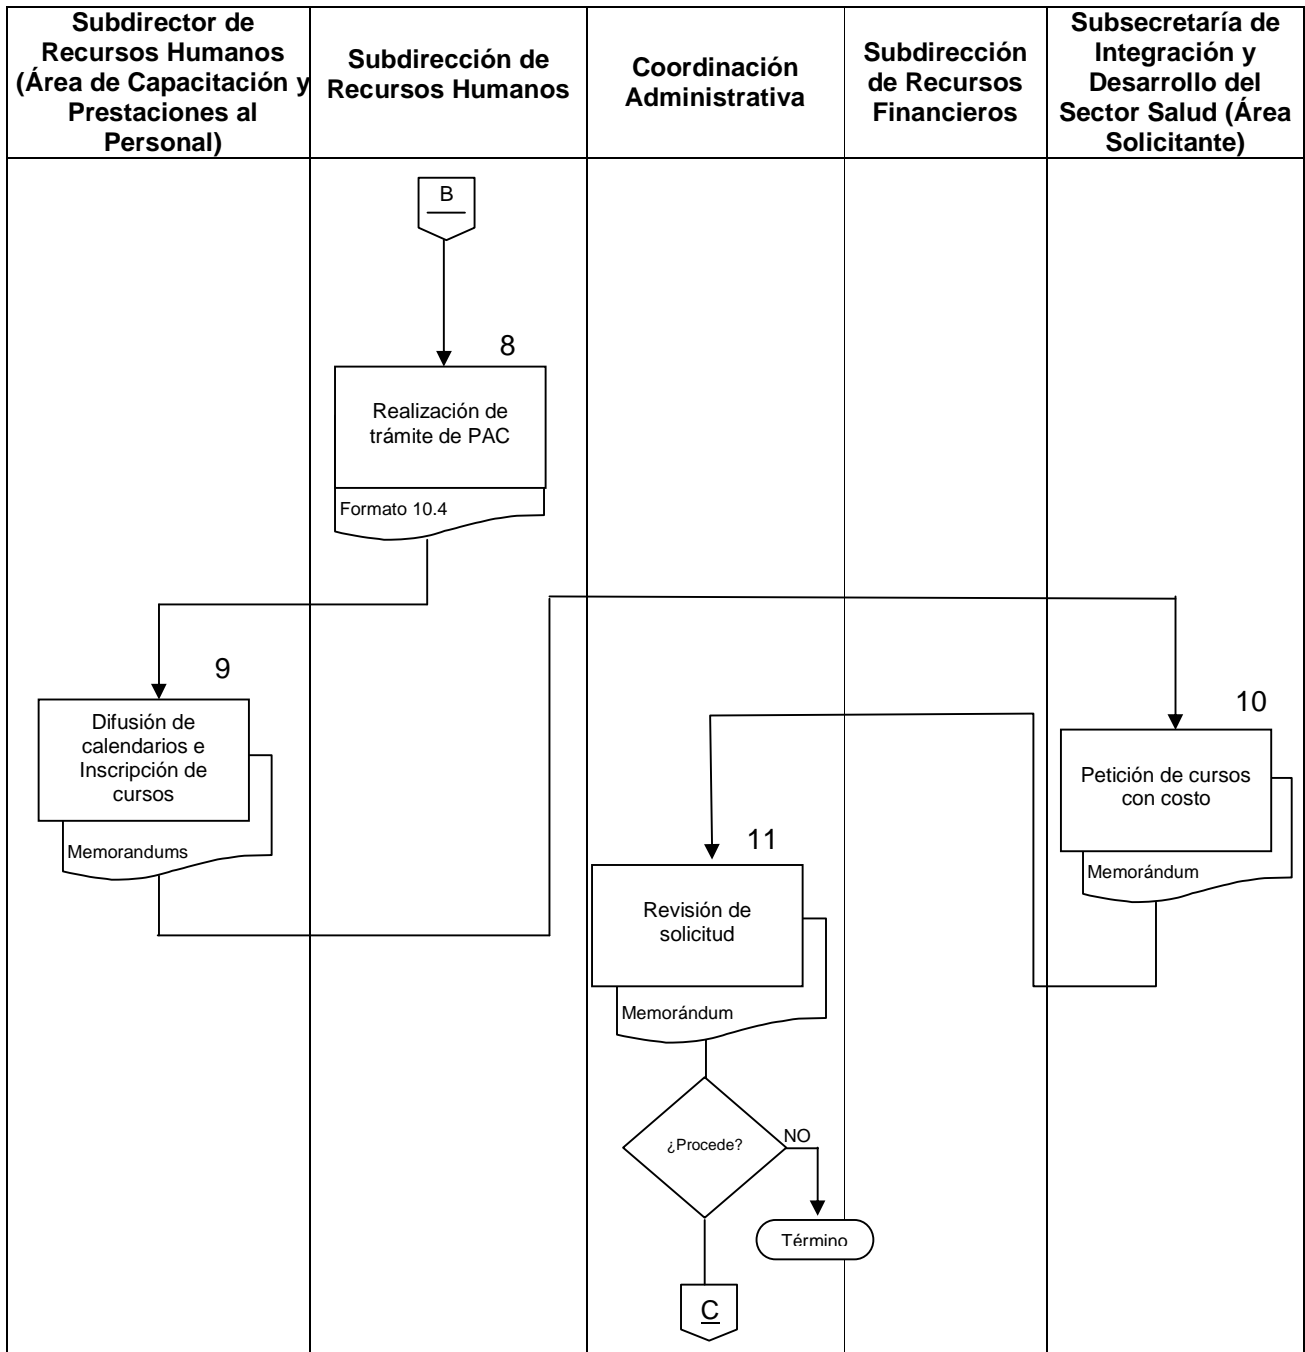 Subdirector de
Recursos Humanos
(Área de Capacitación y
Prestaciones al
Personal)
Subdirección de
Recursos Humanos
Coordinación
Administrativa
Subdirección
de Recursos
Financieros
Subsecretaría de
Integración y
Desarrollo del
Sector Salud (Área
Solicitante)
B
8
Realización de
trámite de PAC
Formato 10.4
9
Difusión de
calendarios e
Inscripción de
cursos
Memorandums
10
Petición de cursos
con costo
Memorándum
11
Revisión de
solicitud
Memorándum
¿Procede?
NO
Término
C